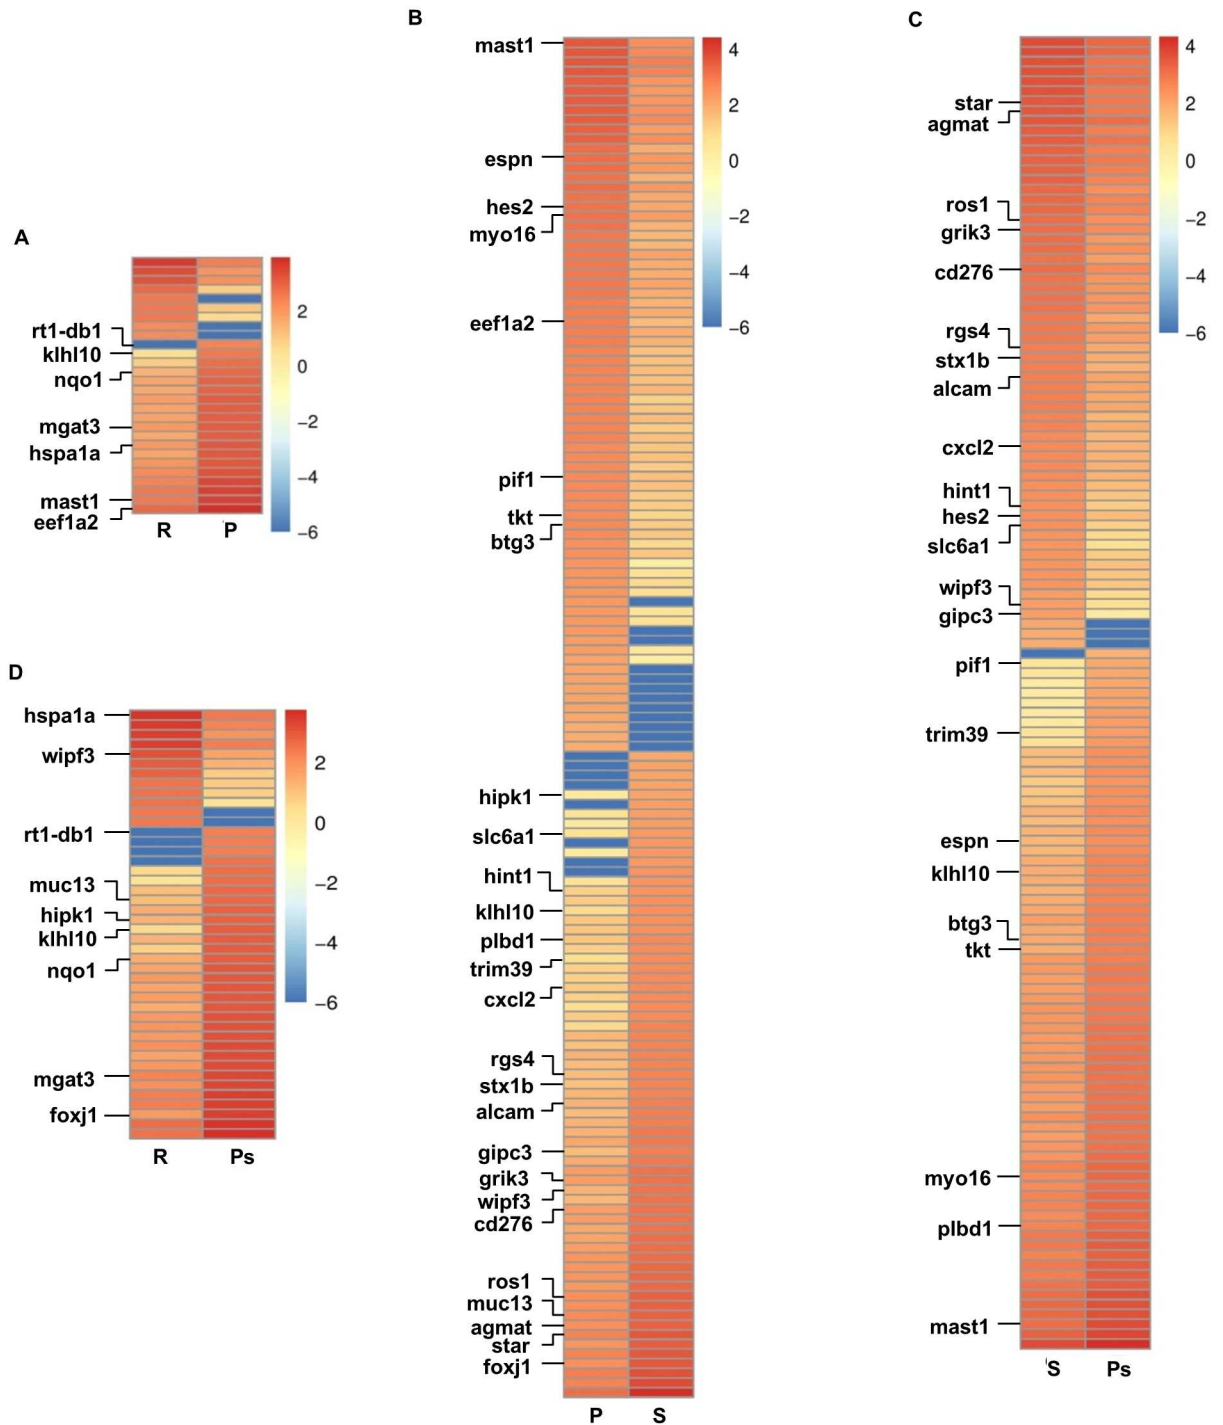 A
rt1-db1
klhl10
nqo1
mgat3
hspa1a
mast1
eef1a2
R P
2
0
−2
−4
−6
B
mast1
espn
hes2
myo16
eef1a2
pif1
tkt
btg3
hipk1
slc6a1
hint1
klhl10
plbd1
trim39
cxcl2
rgs4
stx1b
alcam
gipc3
grik3
wipf3
cd276
ros1
muc13
agmat
star
foxj1
P S
4
2
0
−2
−4
−6
C
star
agmat
ros1
grik3
cd276
rgs4
stx1b
alcam
cxcl2
hint1
hes2
slc6a1
wipf3
gipc3
pif1
trim39
espn
klhl10
btg3
tkt
myo16
plbd1
mast1
S Ps
4
2
0
−2
−4
−6
D
hspa1a
wipf3
rt1-db1
muc13
hipk1
klhl10
nqo1
mgat3
foxj1
R Ps
2
0
−2
−4
−6